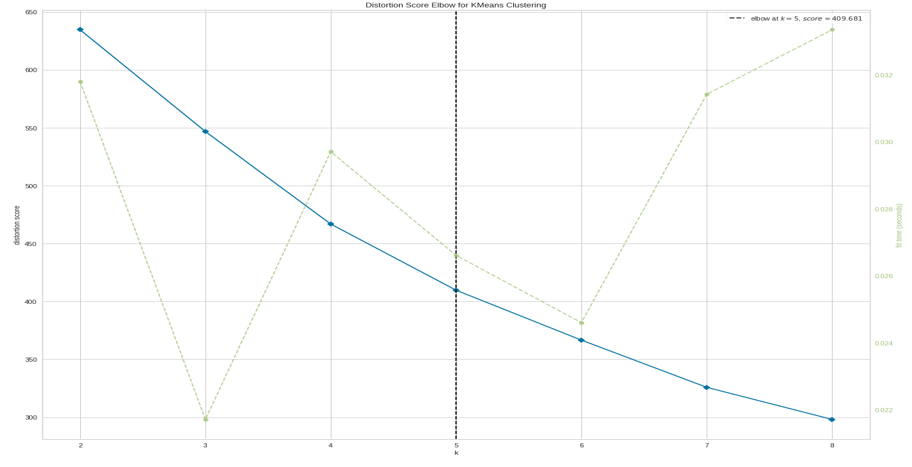 Distortion Score Elbow for KMeans Clustering
elbow at k = 5, score = 409.681
650
600
550
500
450
400
350
300
distortion score
0.032
0.030
0.028
0.026
0.024
0.022
fit time (seconds)
2 3 4 5 6 7 8
k